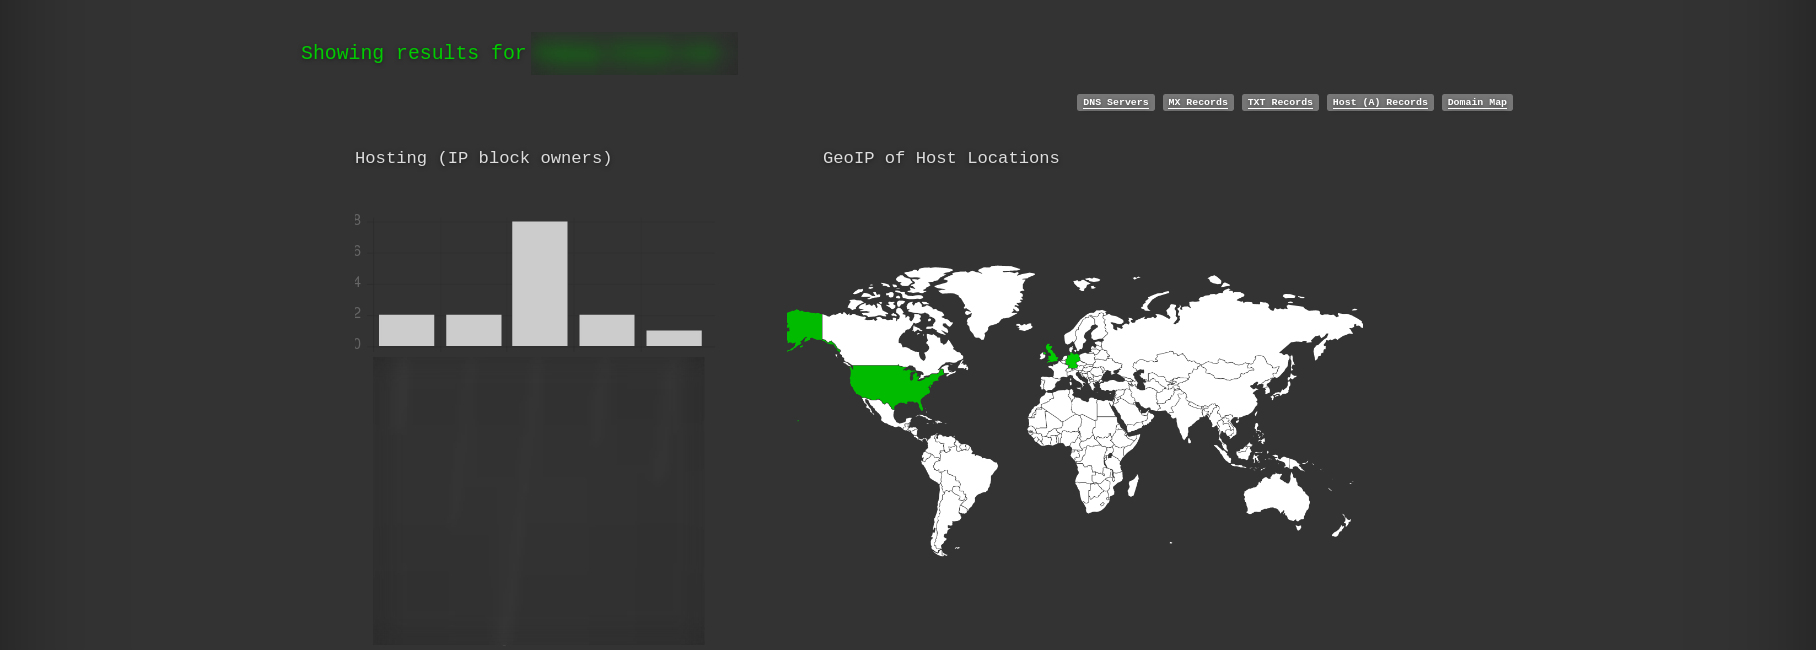 Showing results for
DNS Servers MX Records TXT Records Host (A) Records Domain Map
Hosting (IP block owners)
GeoIP of Host Locations
8
6
4
2
0